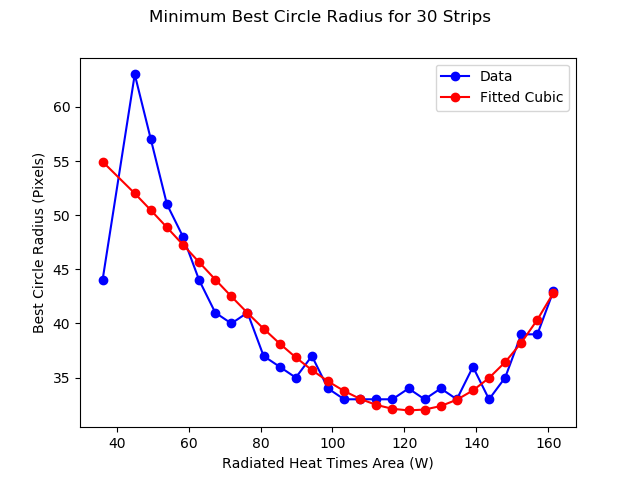 Minimum Best Circle Radius for 30 Strips
Data
Fitted Cubic
60
55
50
45
40
35
Best Circle Radius (Pixels)
40 60 80 100 120 140 160
Radiated Heat Times Area (W)